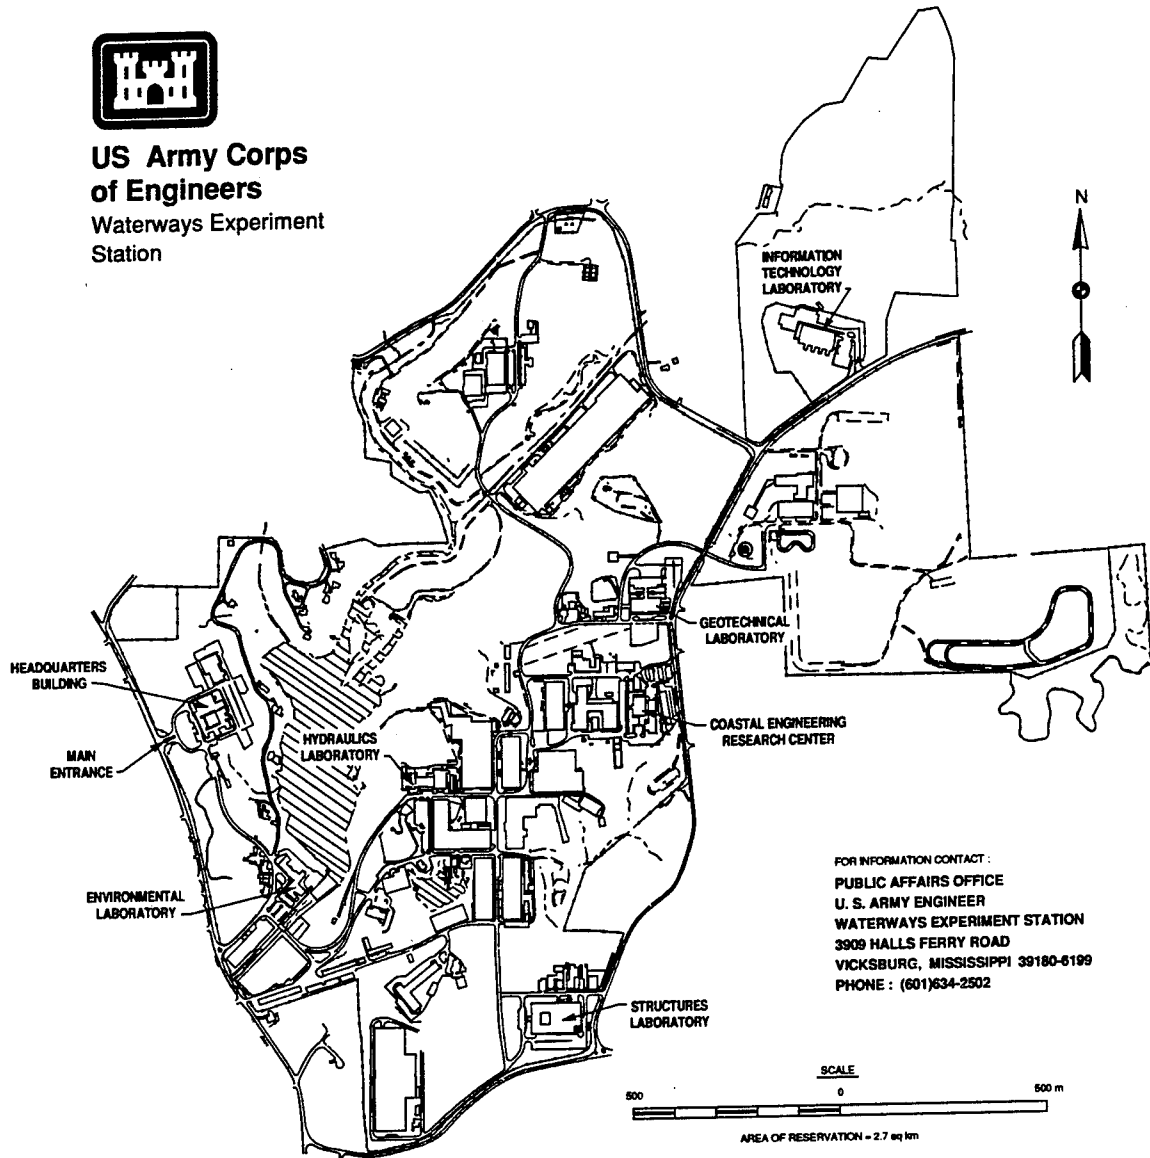 US Army Corps
of Engineers
Waterways Experiment
Station
N
INFORMATION
TECHNOLOGY
LABORATORY
GEOTECHNICAL
LABORATORY
HEADQUARTERS
BUILDING
MAIN
ENTRANCE
HYDRAULICS
LABORATORY
COASTAL ENGINEERING
RESEARCH CENTER
ENVIRONMENTAL
LABORATORY
STRUCTURES
LABORATORY
FOR INFORMATION CONTACT :
PUBLIC AFFAIRS OFFICE
U. S. ARMY ENGINEER
WATERWAYS EXPERIMENT STATION
3909 HALLS FERRY ROAD
VICKSBURG, MISSISSIPPI 39180-6199
PHONE : (601)634-2502
SCALE
500 0 500 m
AREA OF RESERVATION = 2.7 sq km